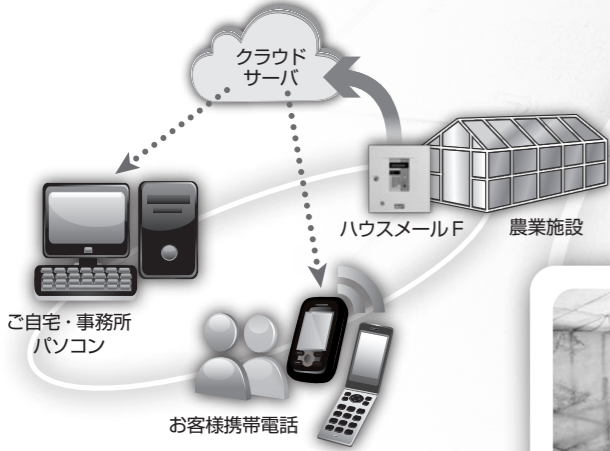 クラウド
サーバ
ハウスメールF
農業施設
ご自宅・事務所
パソコン
お客様携帯電話